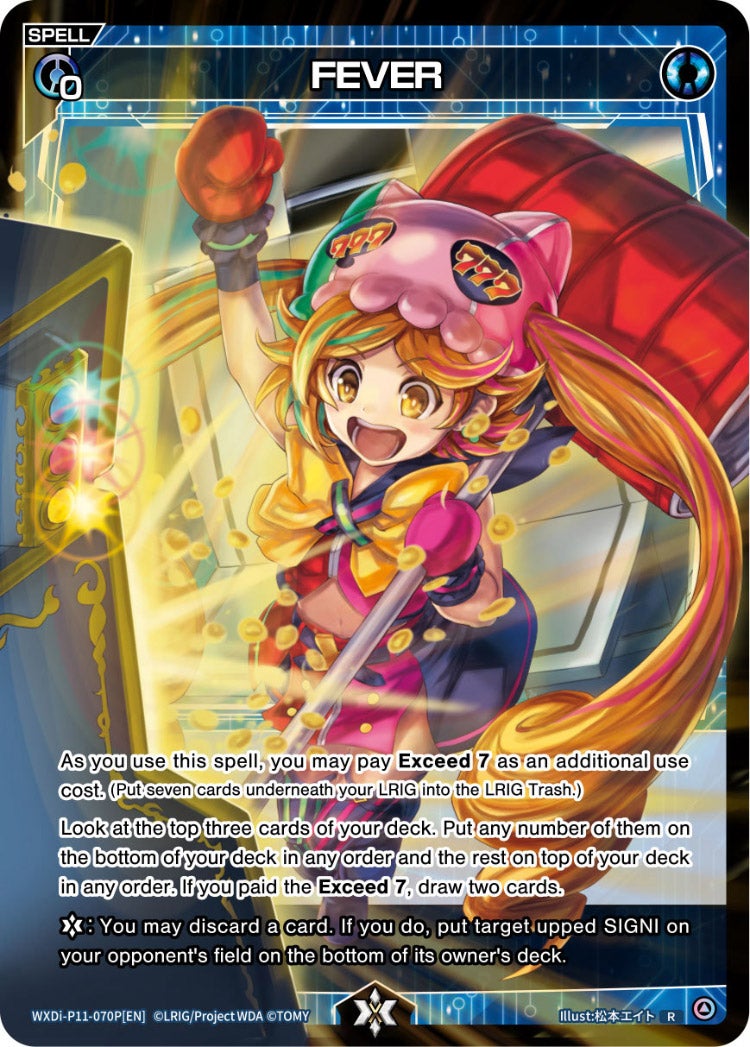 SPELL
0
FEVER
777
777
As you use this spell, you may pay Exceed 7 as an additional use
cost. (Put seven cards underneath your LRIG into the LRIG Trash.)
Look at the top three cards of your deck. Put any number of them on
the bottom of your deck in any order and the rest on top of your deck
in any order. If you paid the Exceed 7, draw two cards.
: You may discard a card. If you do, put target upped SIGNI on
your opponent's field on the bottom of its owner's deck.
WXDi-P11-070P[EN] ©LRIG/Project WDA ©TOMY
Illust:松本エイト R